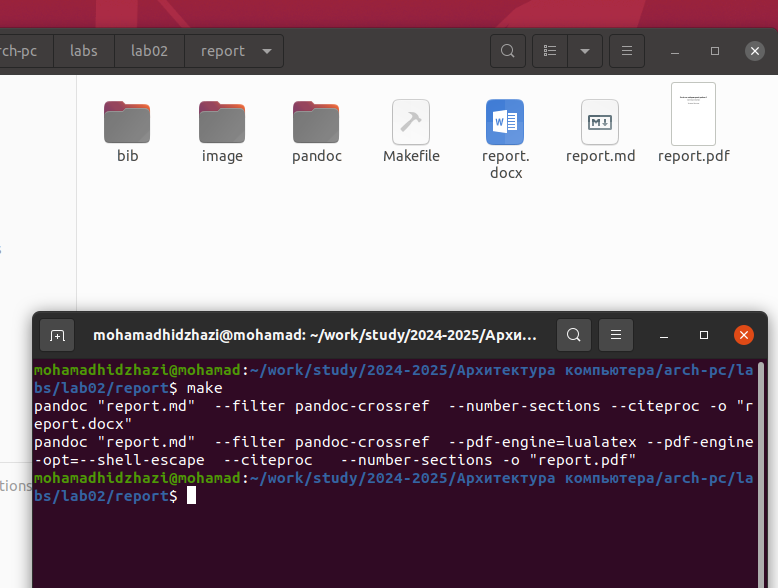 rch-pc labs lab02 report
bib image pandoc Makefile report. report.md report.pdf
docx
mohamadhidzhazi@mohamad: ~/work/study/2024-2025/Архи...
tions
mohamadhidzhazi@mohamad:~/work/study/2024-2025/Архитектура компьютера/arch-pc/la
bs/lab02/report$ make
pandoc "report.md"  --filter pandoc-crossref  --number-sections --citeproc -o "r
eport.docx"
pandoc "report.md"  --filter pandoc-crossref  --pdf-engine=lualatex --pdf-engine
-opt=--shell-escape  --citeproc   --number-sections -o "report.pdf"
mohamadhidzhazi@mohamad:~/work/study/2024-2025/Архитектура компьютера/arch-pc/la
bs/lab02/report$